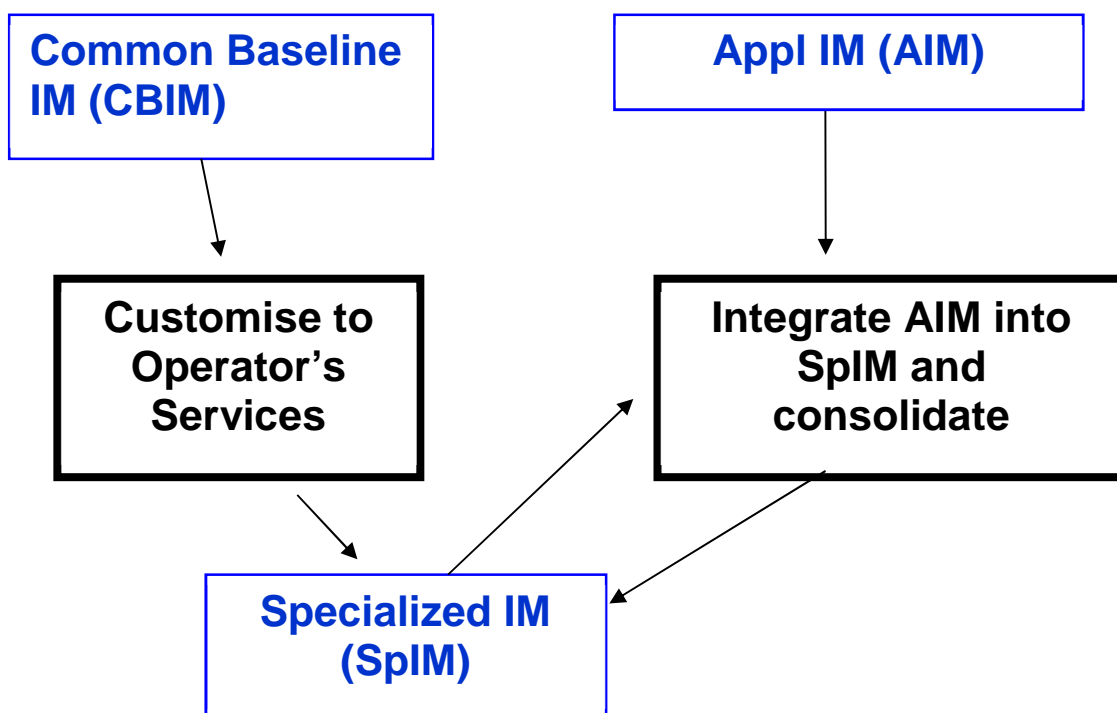 Common Baseline
IM (CBIM)
Appl IM (AIM)
Customise to
Operator’s
Services
Integrate AIM into
SpIM and
consolidate
Specialized IM
(SpIM)